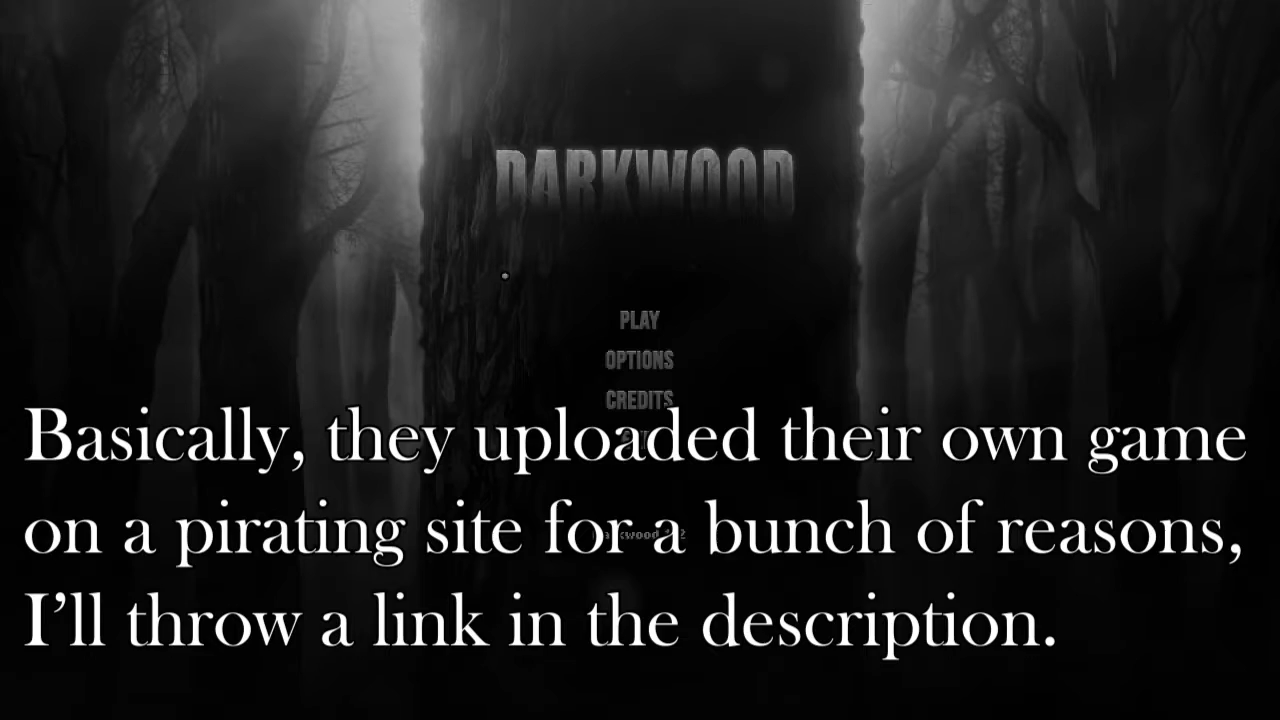 DARKWOOD
PLAY
OPTIONS
CREDITS
Basically, they uploaded their own game
on a pirating site for a bunch of reasons,
I'll throw a link in the description.